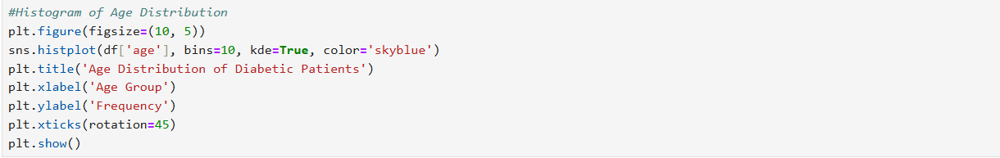 #Histogram of Age Distribution
plt.figure(figsize=(10, 5))
sns.histplot(df['age'], bins=10, kde=True, color='skyblue')
plt.title('Age Distribution of Diabetic Patients')
plt.xlabel('Age Group')
plt.ylabel('Frequency')
plt.xticks(rotation=45)
plt.show()